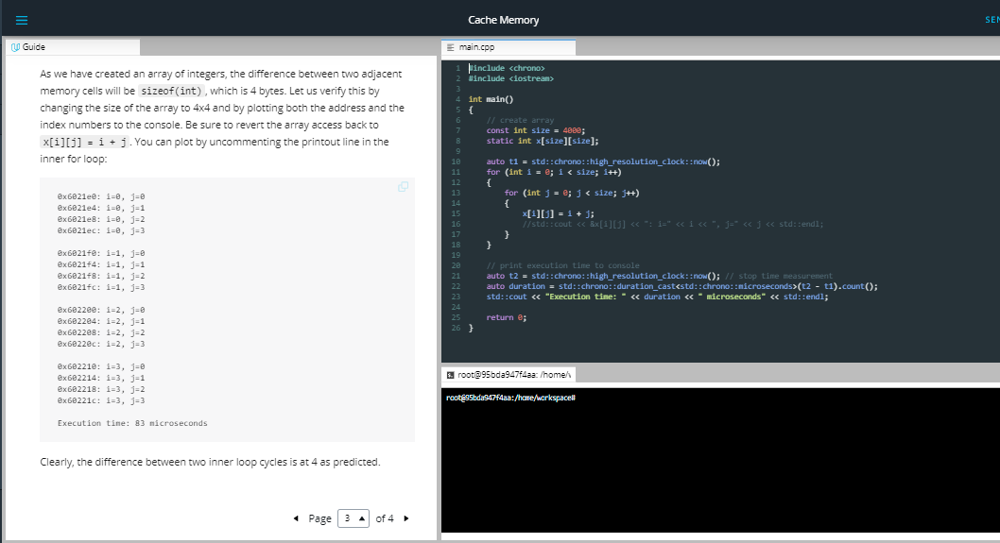 Cache Memory
SEN
Guide
As we have created an array of integers, the difference between two adjacent
memory cells will be sizeof(int), which is 4 bytes. Let us verify this by
changing the size of the array to 4x4 and by plotting both the address and the
index numbers to the console. Be sure to revert the array access back to
x[i][j] = i + j. You can plot by uncommenting the printout line in the
inner for loop:
0x6021e0: i=0, j=0
0x6021e4: i=0, j=1
0x6021e8: i=0, j=2
0x6021ec: i=0, j=3
0x6021f0: i=1, j=0
0x6021f4: i=1, j=1
0x6021f8: i=1, j=2
0x6021fc: i=1, j=3
0x602200: i=2, j=0
0x602204: i=2, j=1
0x602208: i=2, j=2
0x60220c: i=2, j=3
0x602210: i=3, j=0
0x602214: i=3, j=1
0x602218: i=3, j=2
0x60221c: i=3, j=3
Execution time: 83 microseconds
Clearly, the difference between two inner loop cycles is at 4 as predicted.
Page 3 of 4
main.cpp
1 #include <chrono>
2 #include <iostream>
3
4 int main()
5 {
6 // create array
7 const int size = 4000;
8 static int x[size][size];
9
10 auto t1 = std::chrono::high_resolution_clock::now();
11 for (int i = 0; i < size; i++)
12 {
13 for (int j = 0; j < size; j++)
14 {
15 x[i][j] = i + j;
16 //std::cout << &x[i][j] << ": i=" << i << ", j=" << j << std::endl;
17 }
18 }
19
20 // print execution time to console
21 auto t2 = std::chrono::high_resolution_clock::now(); // stop time measurement
22 auto duration = std::chrono::duration_cast<std::chrono::microseconds>(t2 - t1).count();
23 std::cout << "Execution time: " << duration << " microseconds" << std::endl;
24
25 return 0;
26 }
root@95bda947f4aa: /home/w
root@95bda947f4aa:/home/workspace#